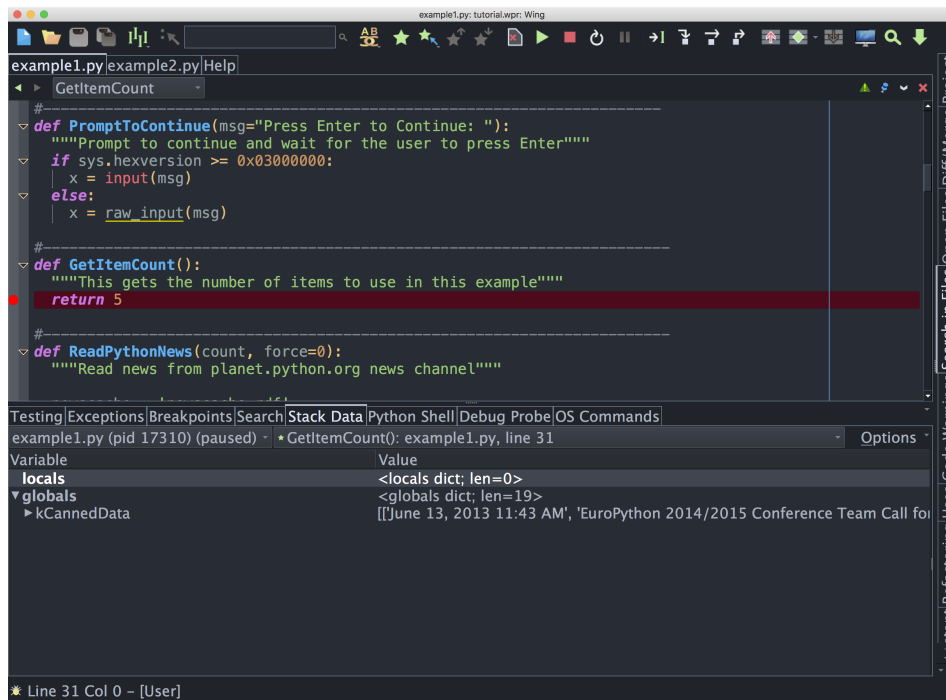 example1.py: tutorial.wpr: Wing
AB
example1.py example2.py Help
GetItemCount
#
def PromptToContinue(msg="Press Enter to Continue: "):
"""Prompt to continue and wait for the user to press Enter"""
if sys.hexversion >= 0x03000000:
x = input(msg)
else:
x = raw_input(msg)
#
def GetItemCount():
"""This gets the number of items to use in this example"""
return 5
#
def ReadPythonNews(count, force=0):
"""Read news from planet.python.org news channel"""
Testing Exceptions Breakpoints Search Stack Data Python Shell Debug Probe OS Commands
example1.py (pid 17310) (paused) GetItemCount(): example1.py, line 31 Options
Variable Value
locals <locals dict; len=0>
globals <globals dict; len=19>
kCannedData [['June 13, 2013 11:43 AM', 'EuroPython 2014/2015 Conference Team Call for
Line 31 Col 0 – [User]